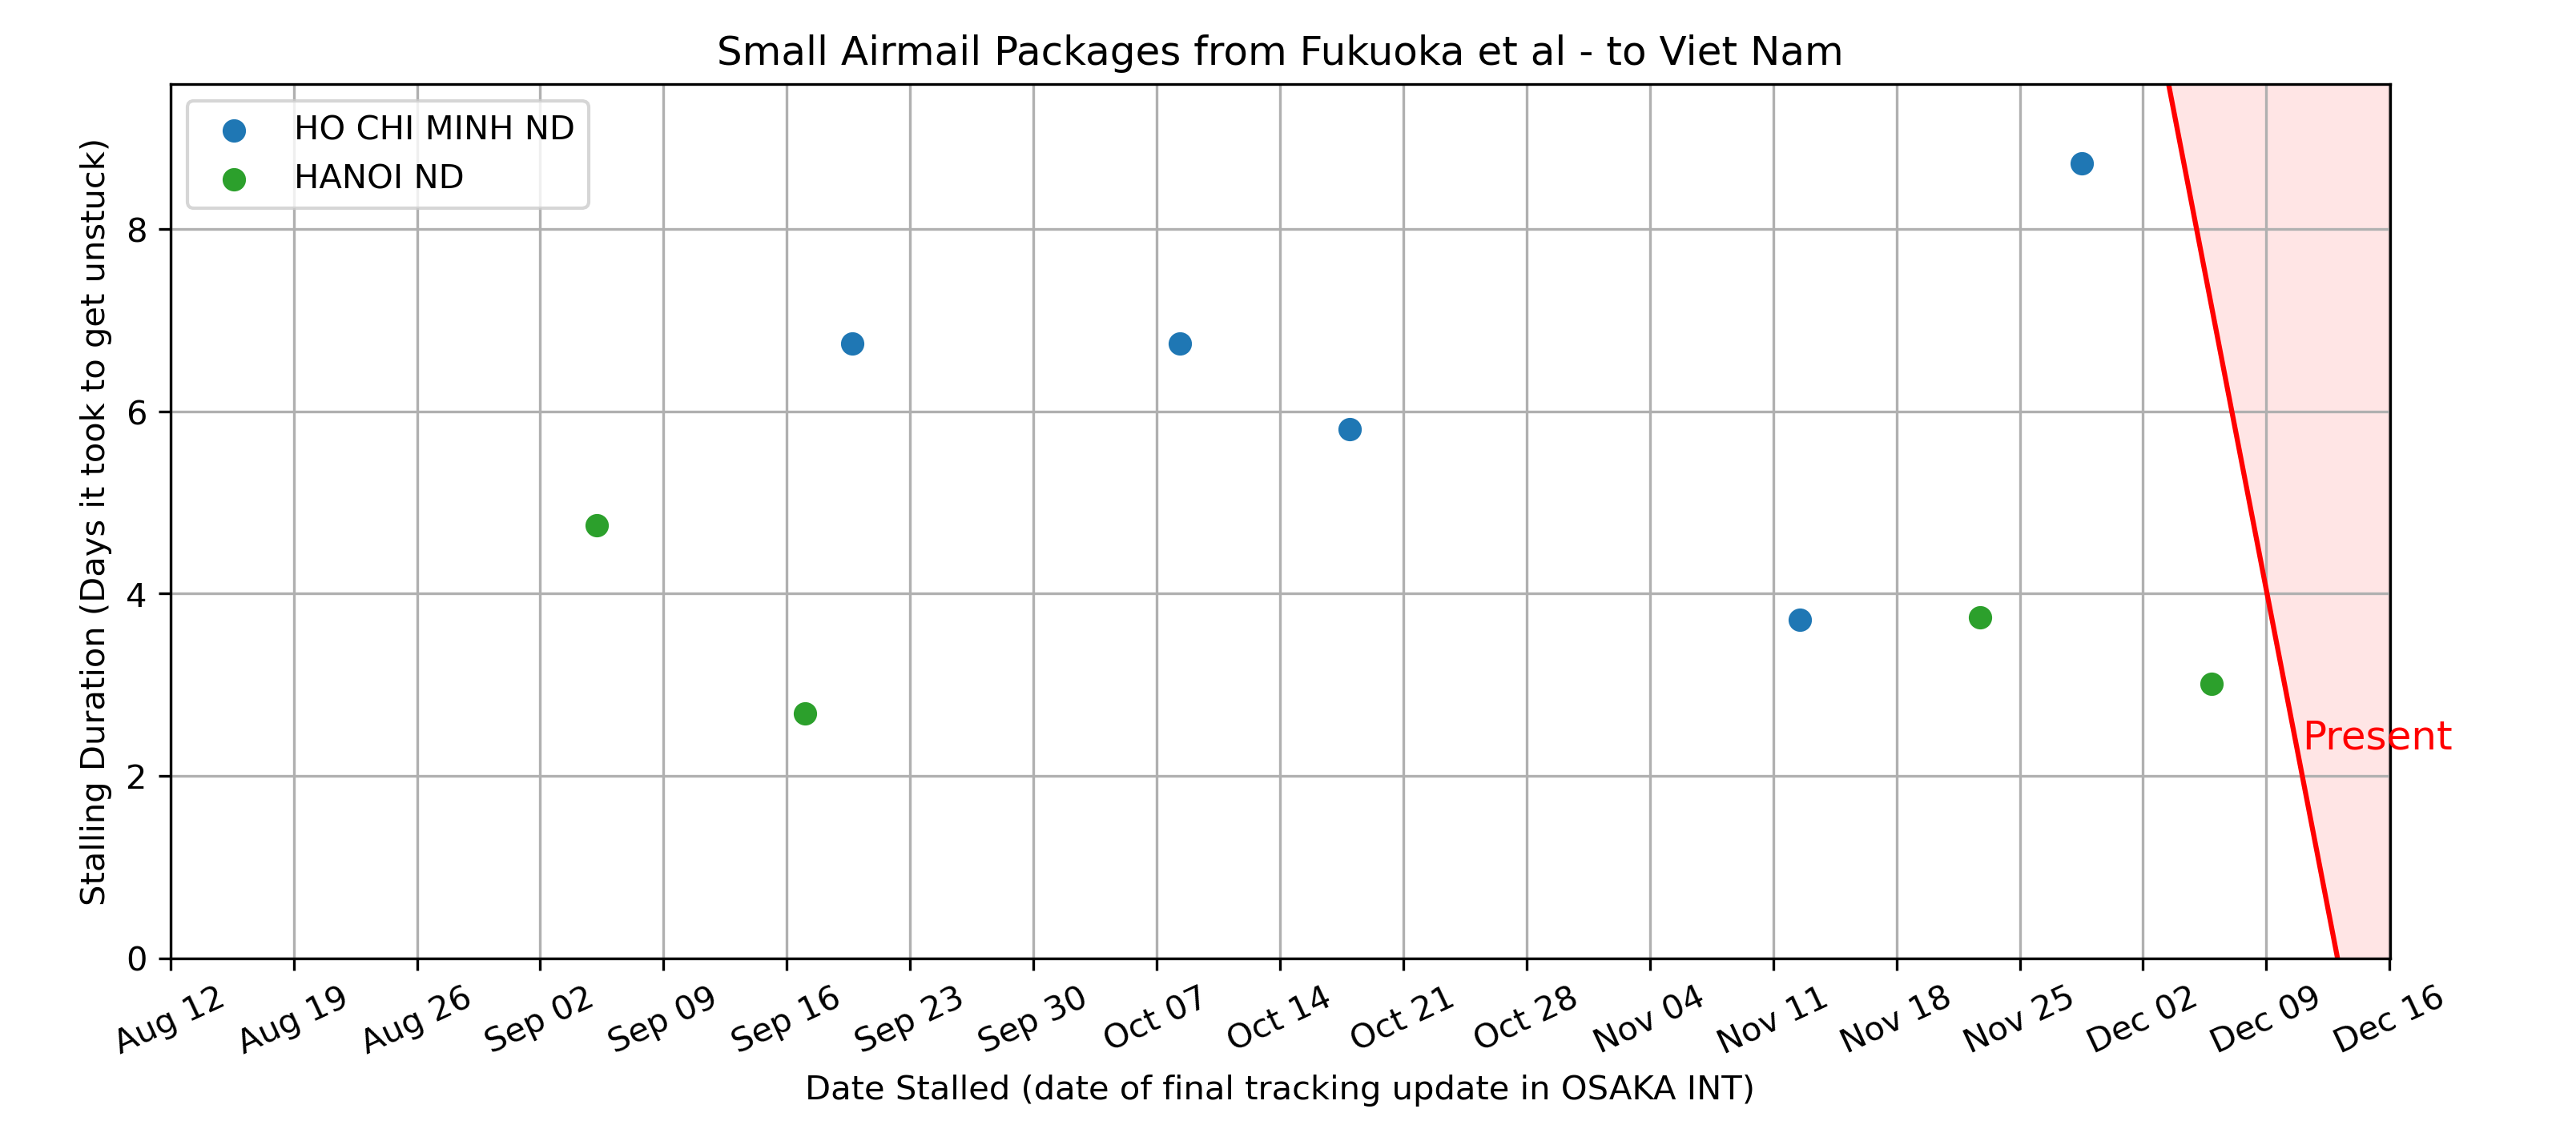 Small Airmail Packages from Fukuoka et al - to Viet Nam
HO CHI MINH ND
HANOI ND
Stalling Duration (Days it took to get unstuck)
8
6
4
2
0
Present
Aug 12
Aug 19
Aug 26
Sep 02
Sep 09
Sep 16
Sep 23
Sep 30
Oct 07
Oct 14
Oct 21
Oct 28
Nov 04
Nov 11
Nov 18
Nov 25
Dec 02
Dec 09
Dec 16
Date Stalled (date of final tracking update in OSAKA INT)